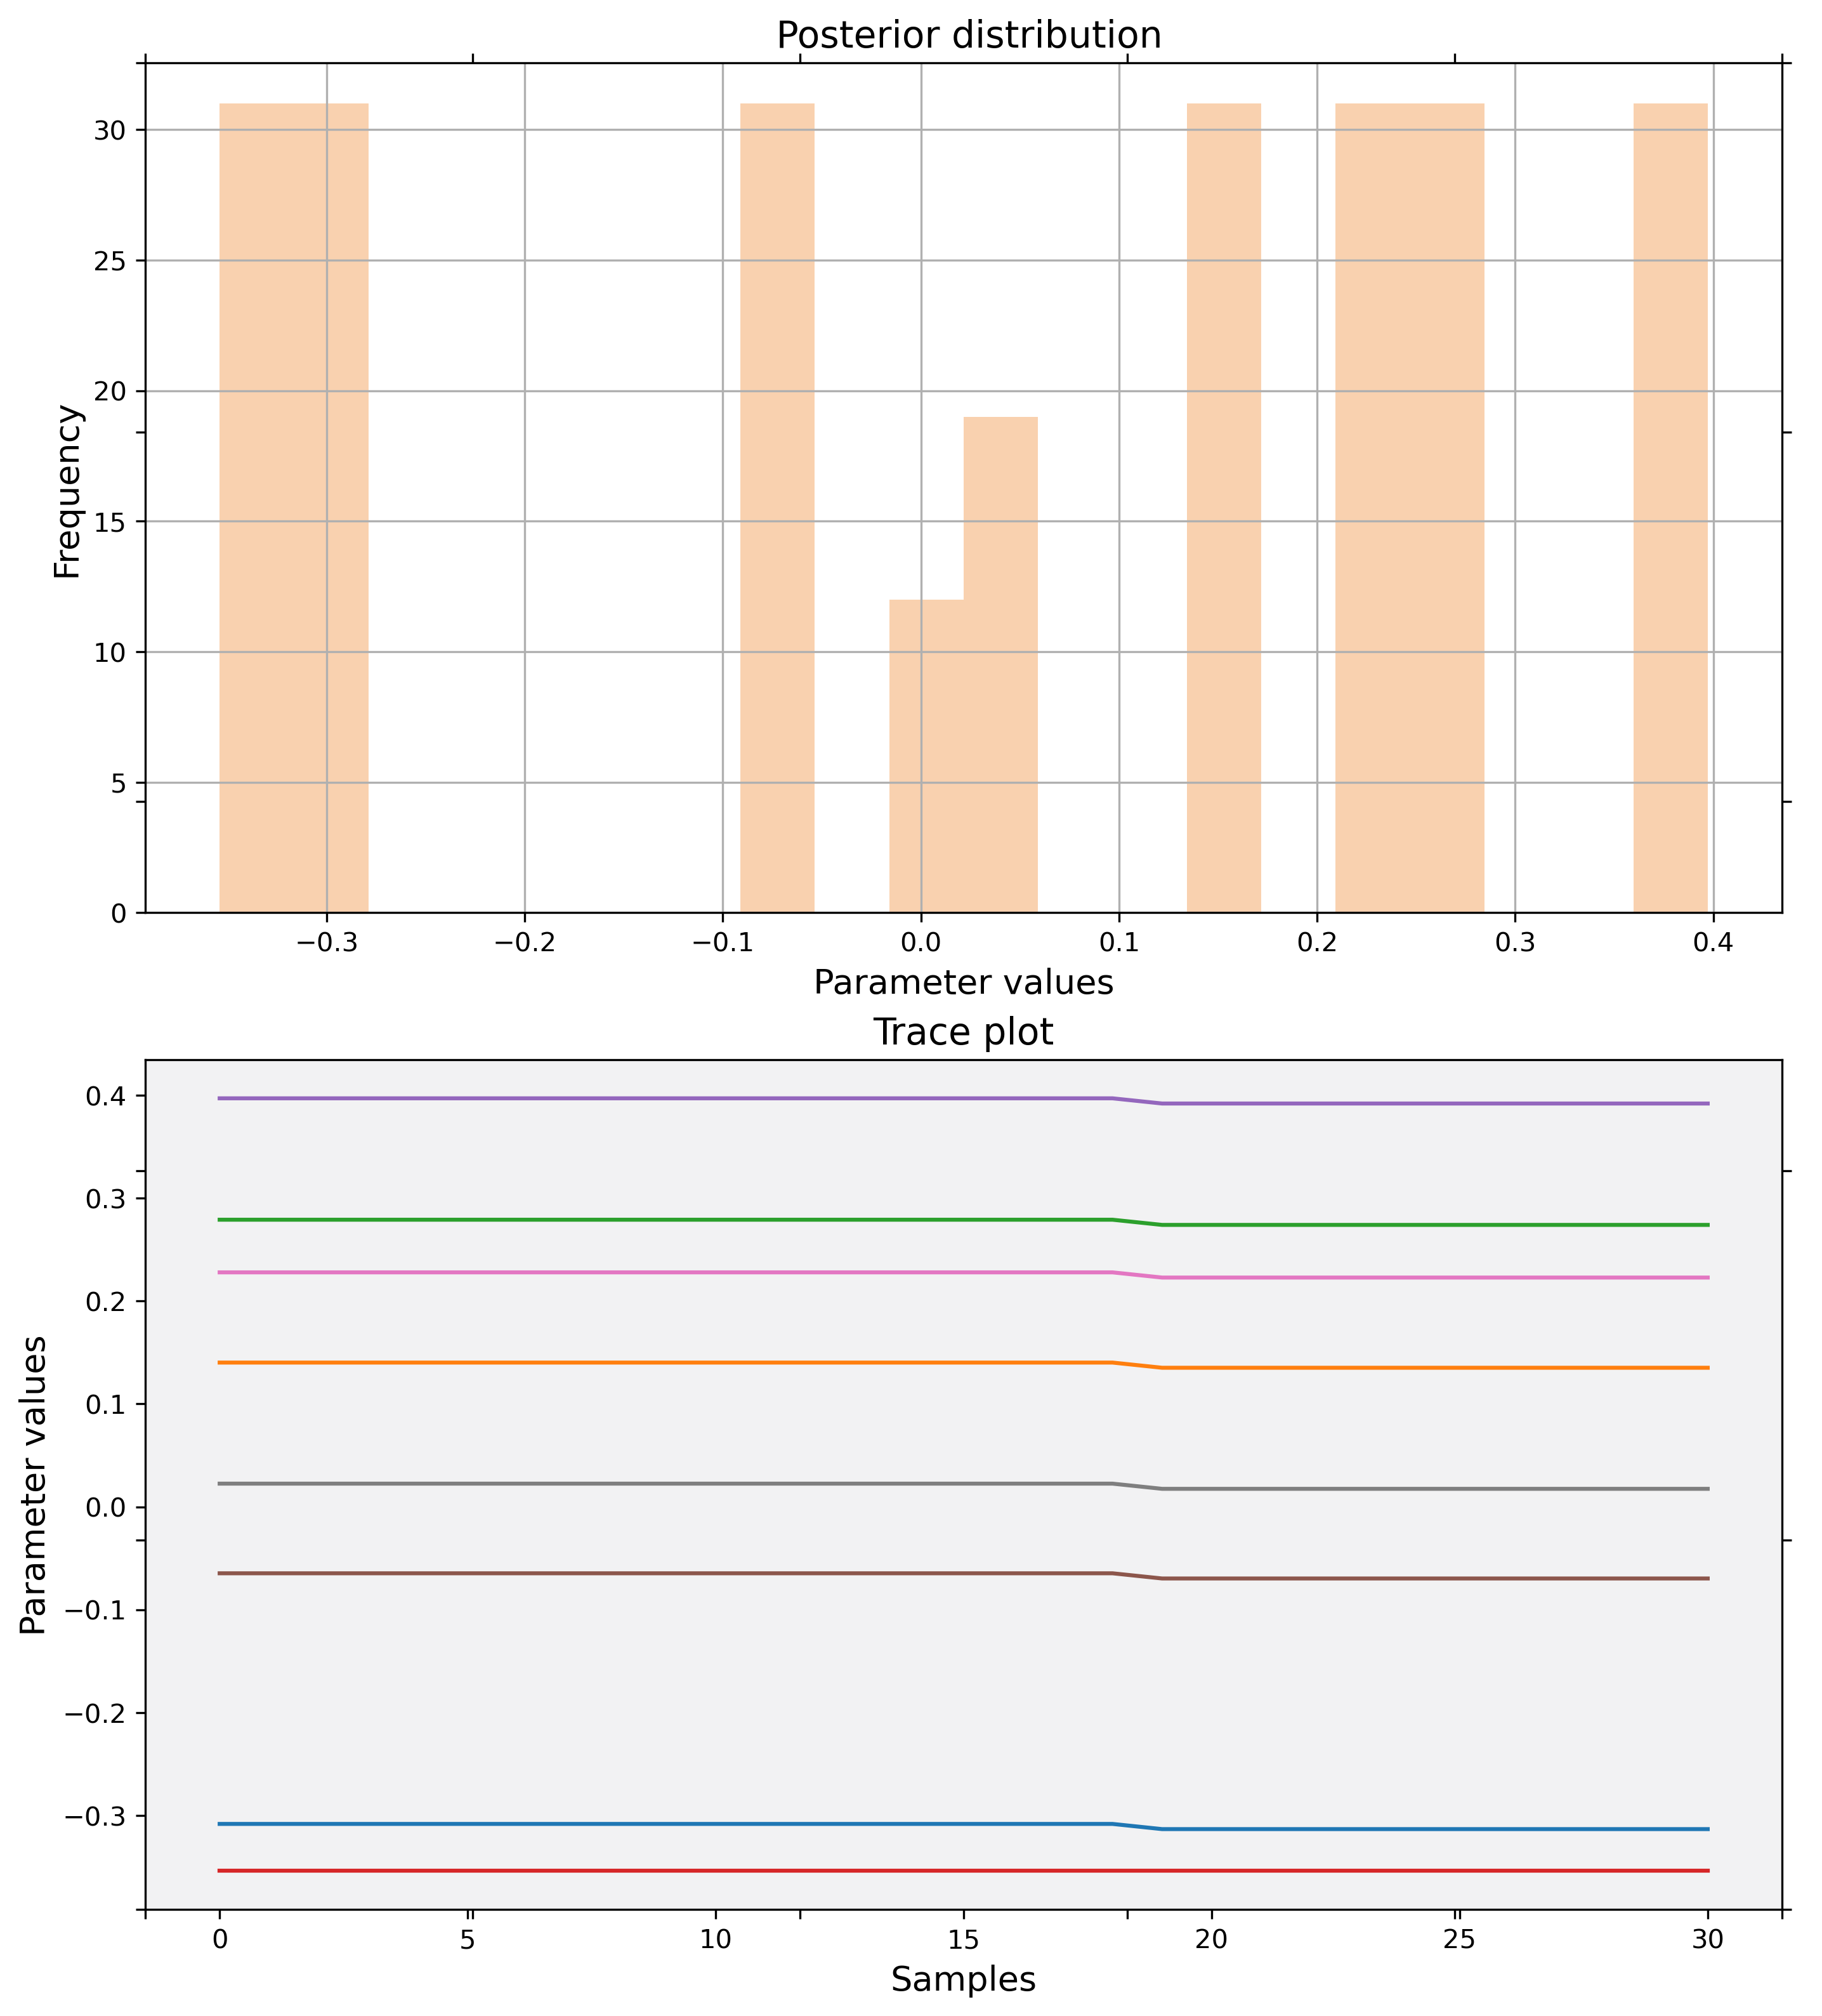 Posterior distribution
30
25
20
15
10
5
0
Frequency
−0.3 −0.2 −0.1 0.0 0.1 0.2 0.3 0.4
Parameter values
Trace plot
0.4
0.3
0.2
0.1
0.0
−0.1
−0.2
−0.3
Parameter values
0 5 10 15 20 25 30
Samples